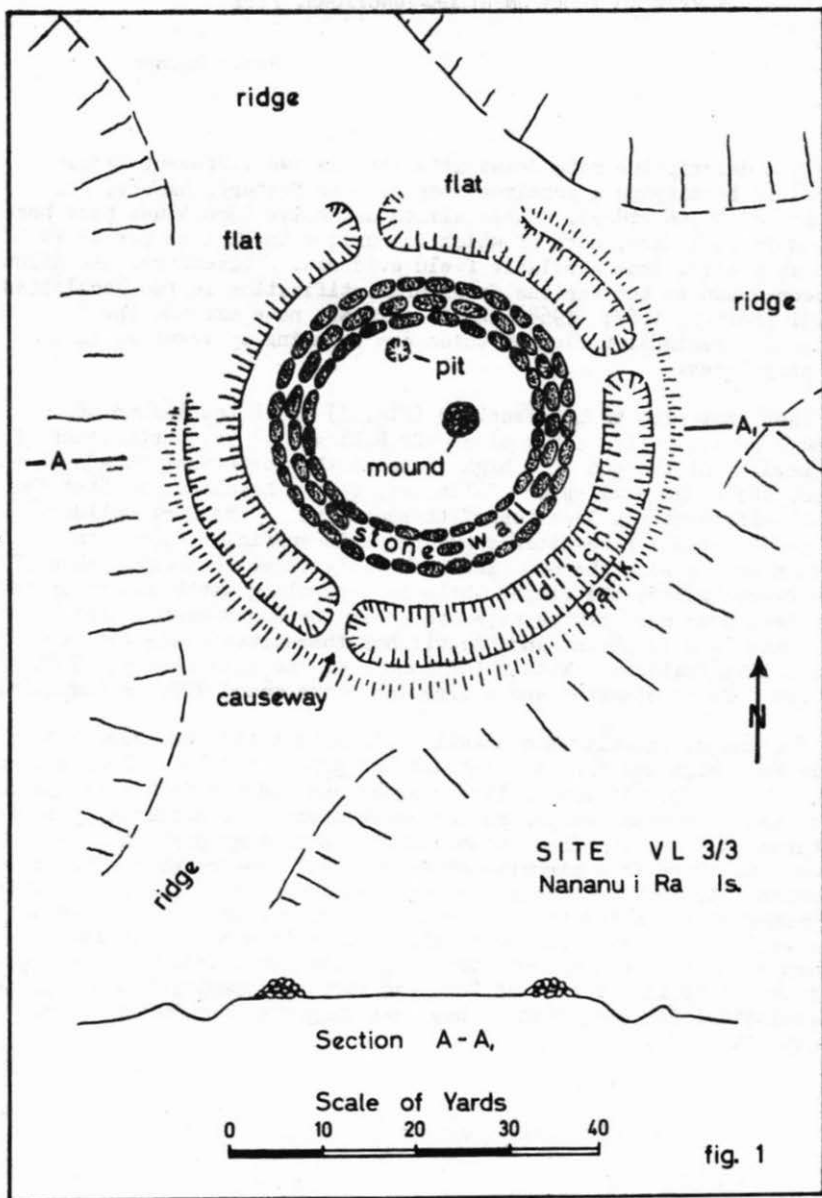 ridge
flat
flat
ridge
pit
A
A₁
mound
stone wall
ditch
bank
causeway
N
SITE VL 3/3
Nananu i Ra Is.
ridge
Section A-A₁
Scale of Yards
0 10 20 30 40
fig. 1